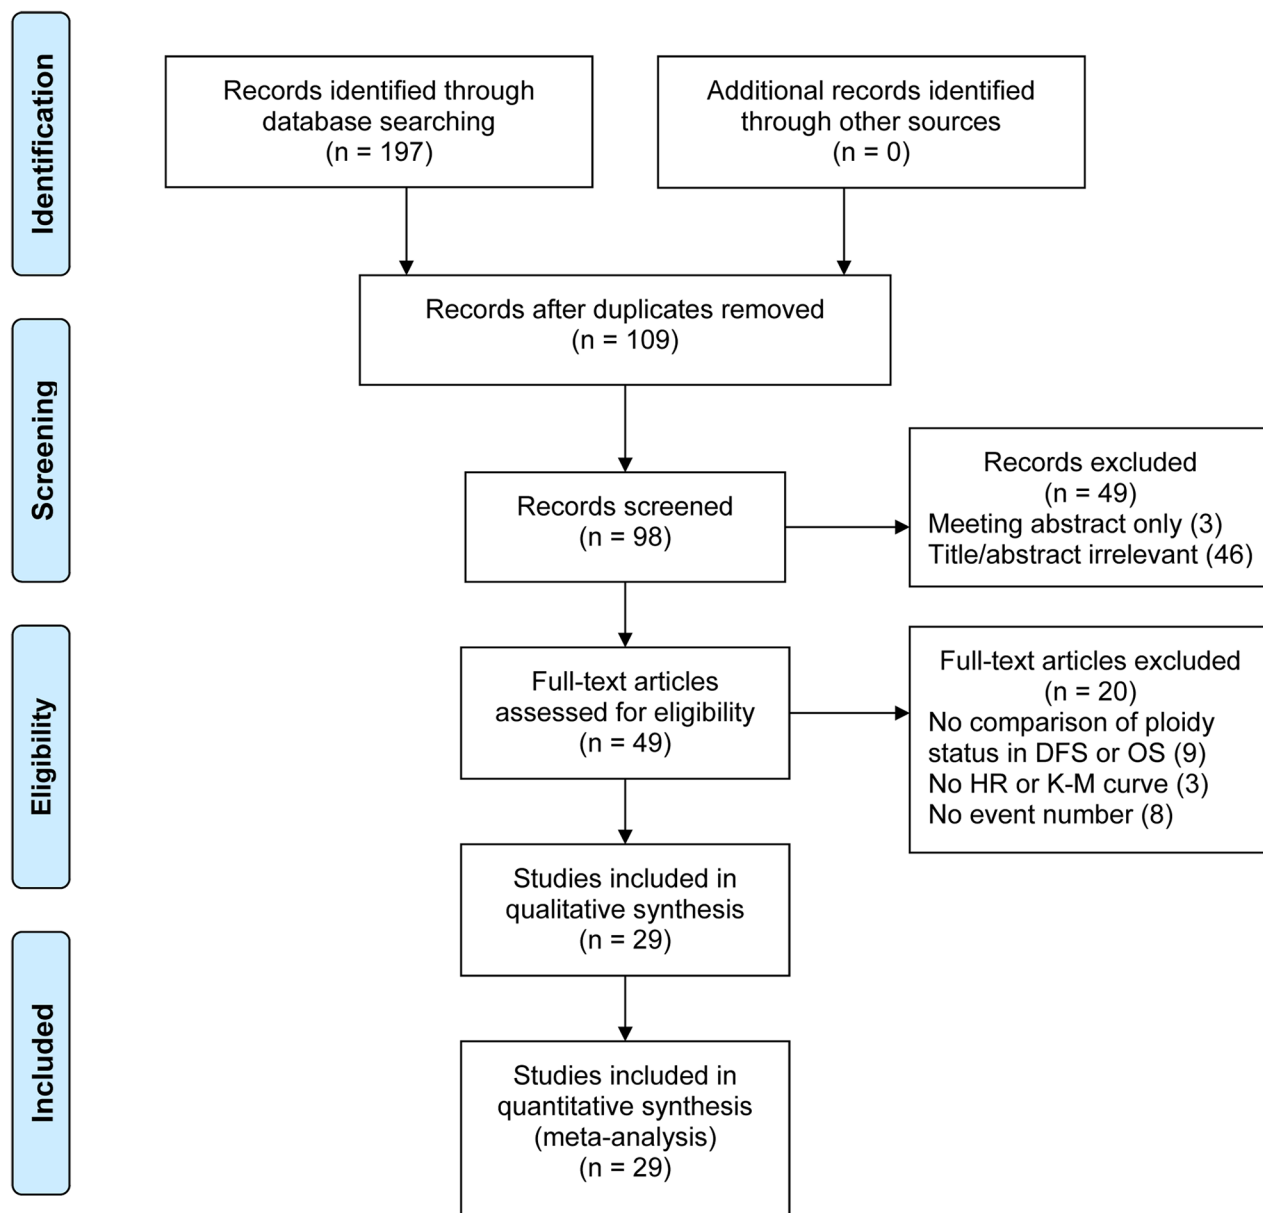 Identification
Records identified through
database searching
(n = 197)
Additional records identified
through other sources
(n = 0)
Records after duplicates removed
(n = 109)
Screening
Records screened
(n = 98)
Records excluded
(n = 49)
Meeting abstract only (3)
Title/abstract irrelevant (46)
Eligibility
Full-text articles
assessed for eligibility
(n = 49)
Full-text articles excluded
(n = 20)
No comparison of ploidy
status in DFS or OS (9)
No HR or K-M curve (3)
No event number (8)
Studies included in
qualitative synthesis
(n = 29)
Included
Studies included in
quantitative synthesis
(meta-analysis)
(n = 29)